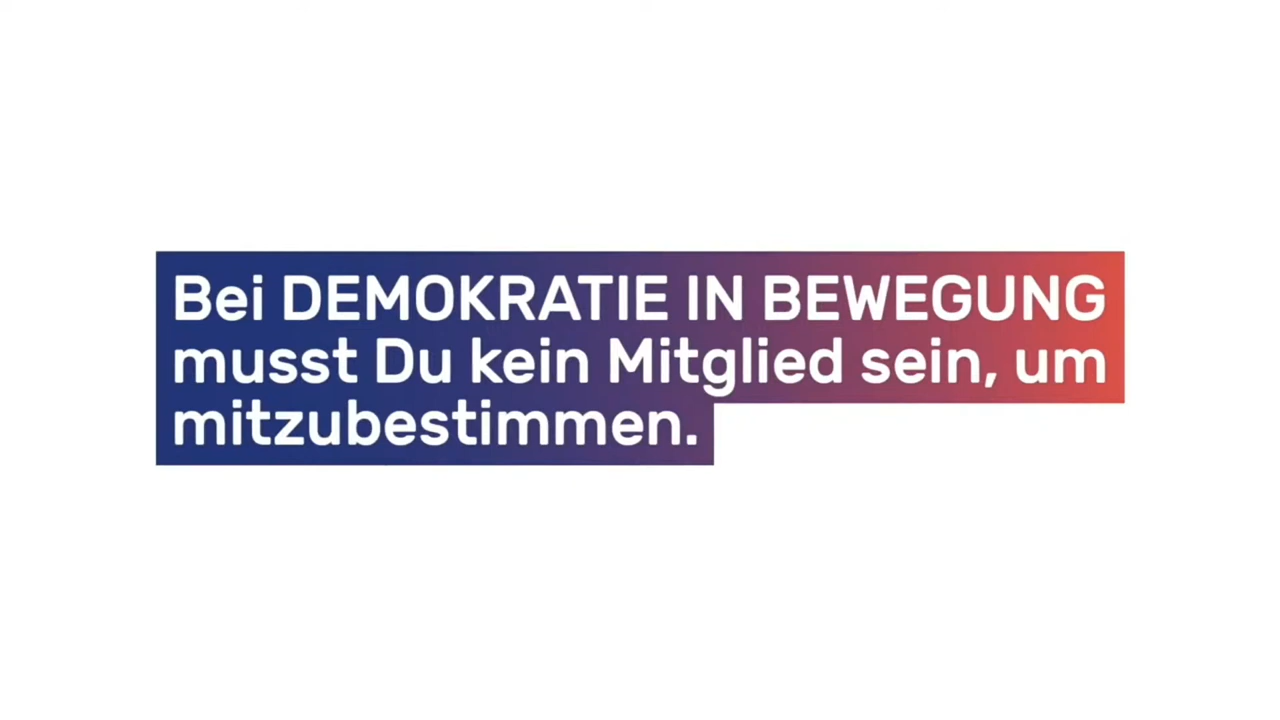 Bei DEMOKRATIE IN BEWEGUNG
musst Du kein Mitglied sein, um
mitzubestimmen.